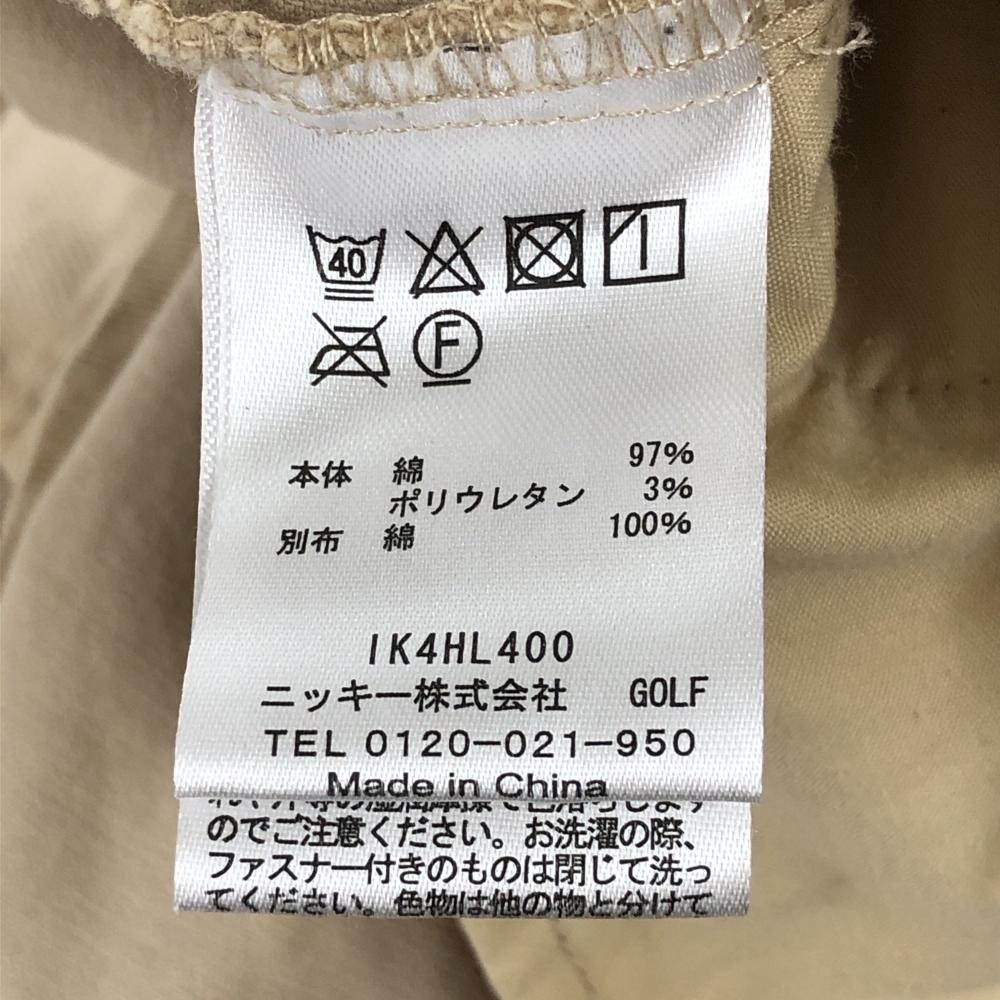 40
F
本体 綿 97%
ポリウレタン 3%
別布 綿 100%
IK4HL400
ニッキー株式会社 GOLF
TEL 0120-021-950
Made in China
のでご注意ください。お洗濯の際、
ファスナー付きのものは閉じて洗っ
てください。色物は他の物と分けて